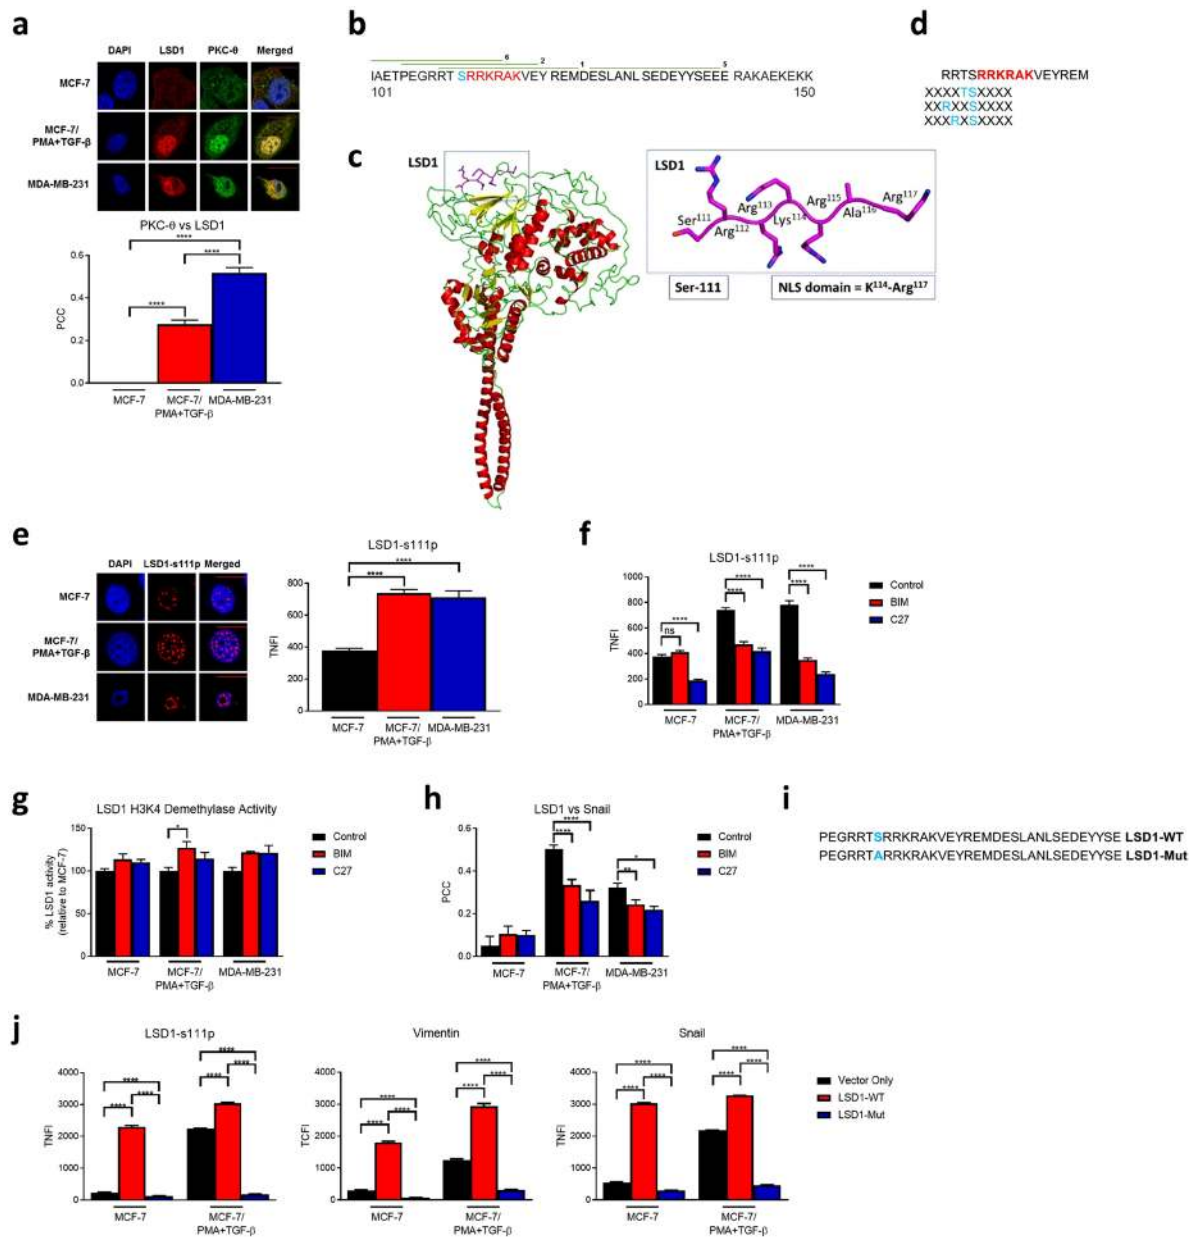 a
DAPI LSD1 PKC-θ Merged
MCF-7
MCF-7/
PMA+TGF-β
MDA-MB-231
PKC-θ vs LSD1
****
****
****
PCC
0.6
0.4
0.2
0.0
MCF-7 MCF-7/ MDA-MB-231
PMA+TGF-β
b
6 2 1 5
IAETPEGRRT SRRKRAKVEY REMDESLANL SEDEYYSEEE RAKAEKEKK
101 150
c
LSD1
LSD1
Ser111
Arg112
Arg113
Lys114
Arg115
Ala116
Arg117
Ser-111
NLS domain = K114-Arg117
d
RRTSRRKRAKVEYREM
XXXXTSXXXX
XXRXXSXXXX
XXXRXSXXXX
e
DAPI LSD1-s111p Merged
MCF-7
MCF-7/
PMA+TGF-β
MDA-MB-231
LSD1-s111p
****
****
TNFI
800
600
400
200
0
MCF-7 MCF-7/ MDA-MB-231
PMA+TGF-β
f
LSD1-s111p
TNFI
1000
800
600
400
200
0
ns
****
****
****
****
****
MCF-7 MCF-7/ MDA-MB-231
PMA+TGF-β
Control
BIM
C27
g
LSD1 H3K4 Demethylase Activity
% LSD1 activity
(relative to MCF-7)
150
100
50
0
*
MCF-7 MCF-7/ MDA-MB-231
PMA+TGF-β
Control
BIM
C27
h
LSD1 vs Snail
PCC
0.6
0.4
0.2
0.0
****
****
*
**
MCF-7 MCF-7/ MDA-MB-231
PMA+TGF-β
Control
BIM
C27
i
PEGRRTSRRKRAKVEYREMDESLANLSEDEYYSE LSD1-WT
PEGRRTARRKRAKVEYREMDESLANLSEDEYYSE LSD1-Mut
j
LSD1-s111p
TNFI
4000
3000
2000
1000
0
****
****
****
****
****
****
MCF-7 MCF-7/
PMA+TGF-β
Vimentin
TCFI
4000
3000
2000
1000
0
****
****
****
****
****
****
MCF-7 MCF-7/
PMA+TGF-β
Snail
TNFI
4000
3000
2000
1000
0
****
****
****
****
****
****
MCF-7 MCF-7/
PMA+TGF-β
Vector Only
LSD1-WT
LSD1-Mut